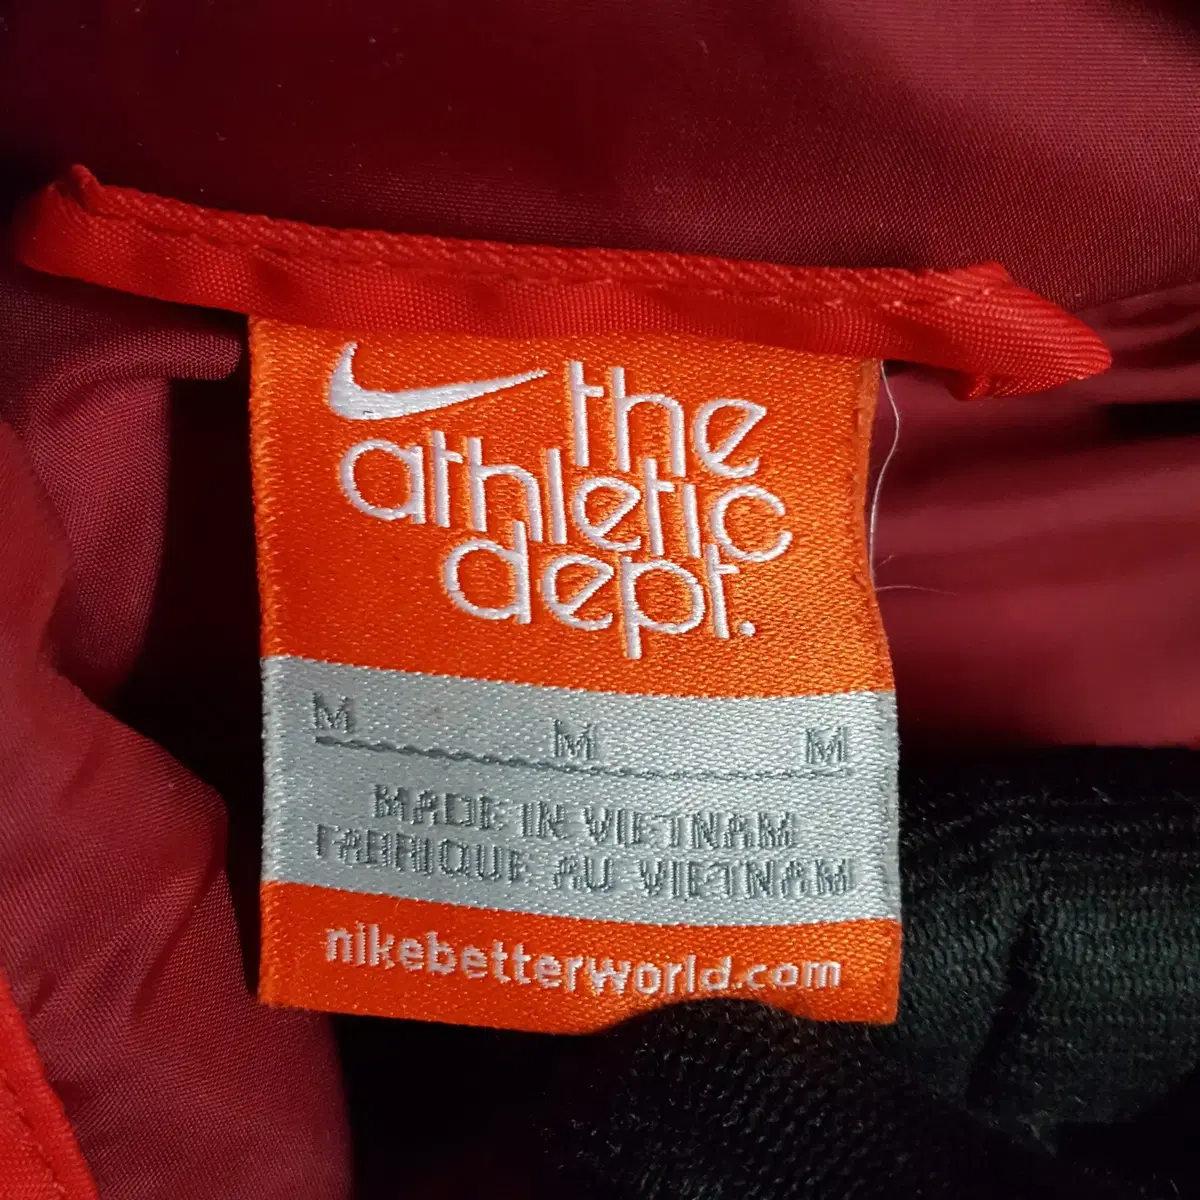 the
athletic
dept.
M M M
MADE IN VIETNAM
FABRIQUE AU VIETNAM
nikebetterworld.com